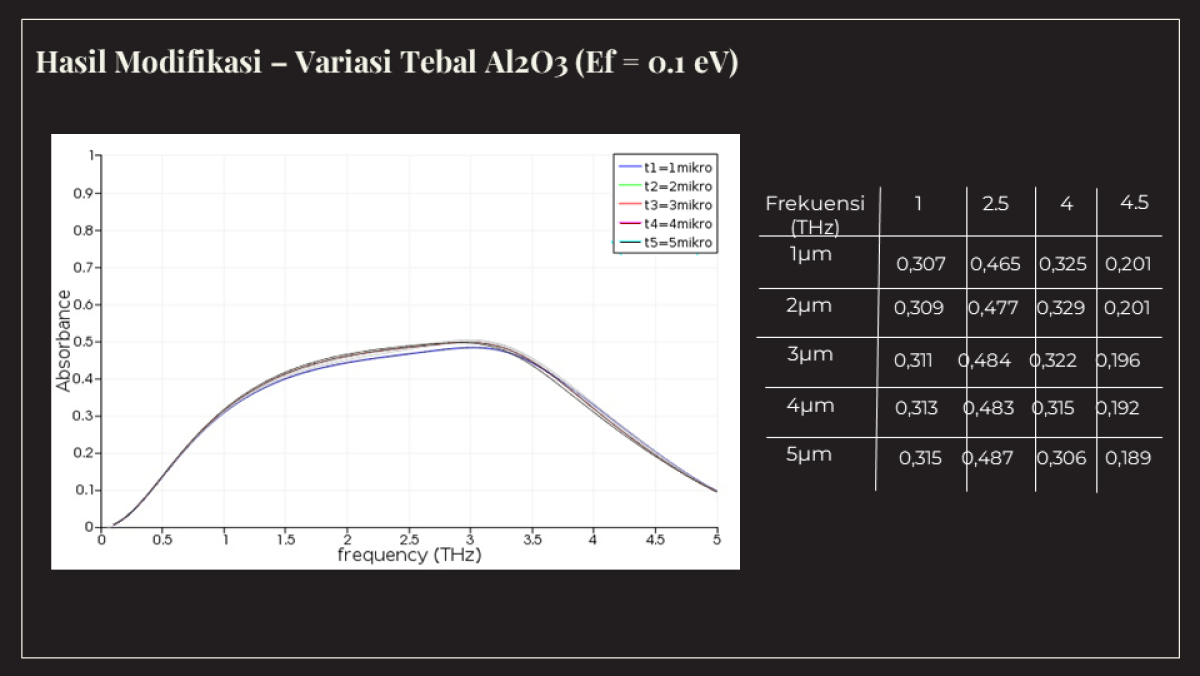 Hasil Modifikasi – Variasi Tebal Al2O3 (Ef = 0.1 eV)
t1=1mikro
t2=2mikro
t3=3mikro
t4=4mikro
t5=5mikro
1
0.9
0.8
0.7
0.6
0.5
0.4
0.3
0.2
0.1
0
Absorbance
0 0.5 1 1.5 2 2.5 3 3.5 4 4.5 5
frequency (THz)
Frekuensi (THz) 1 2.5 4 4.5
1μm 0,307 0,465 0,325 0,201
2μm 0,309 0,477 0,329 0,201
3μm 0,311 0,484 0,322 0,196
4μm 0,313 0,483 0,315 0,192
5μm 0,315 0,487 0,306 0,189